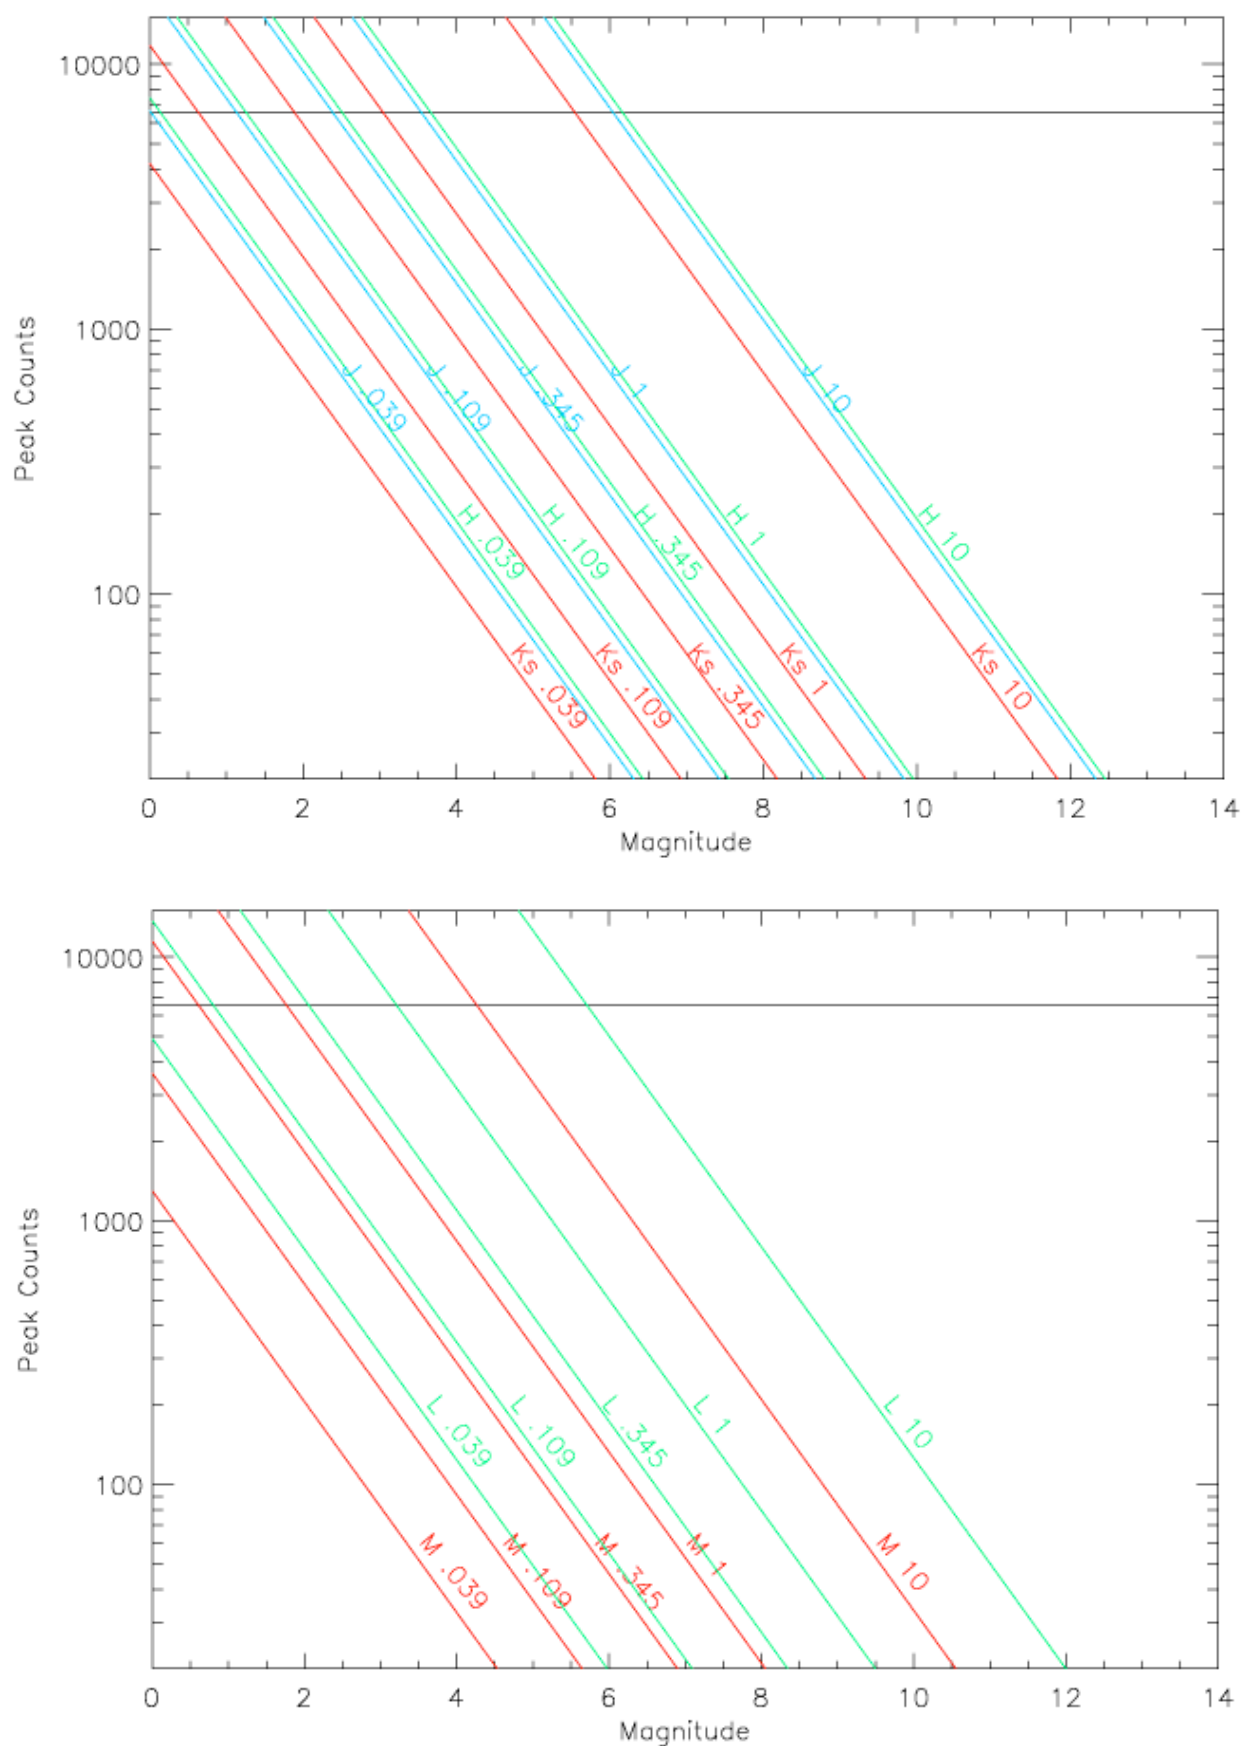 10000
1000
100
Peak Counts
J .039
J .109
J .345
J 1
J 10
H .039
H .109
H .345
H 1
H 10
Ks .039
Ks .109
Ks .345
Ks 1
Ks 10
0 2 4 6 8 10 12 14
Magnitude
10000
1000
100
Peak Counts
L .039
L .109
L .345
L 1
L 10
M .039
M .109
M .345
M 1
M 10
0 2 4 6 8 10 12 14
Magnitude